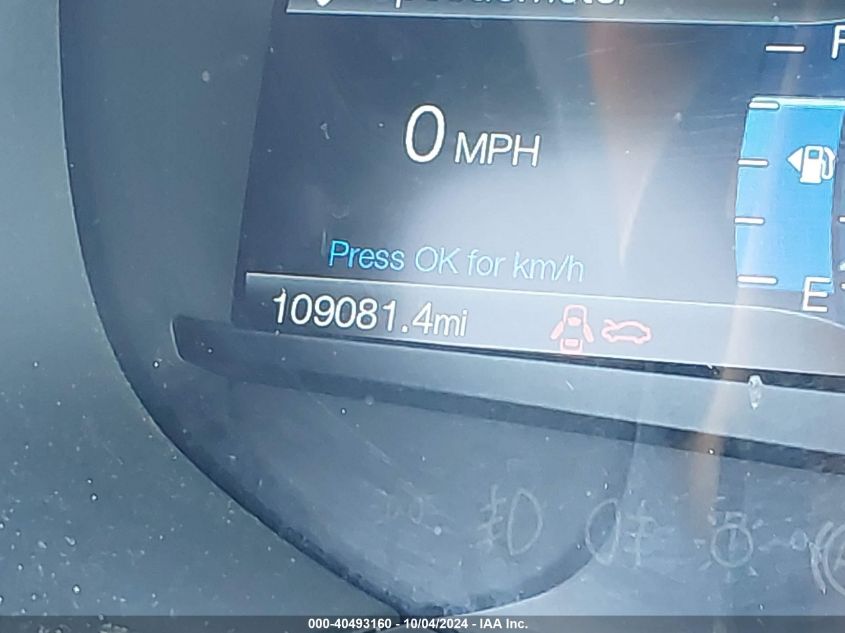 0 MPH
F
Press OK for km/h
E
109081.4mi
000-40493160 - 10/04/2024 - IAA Inc.